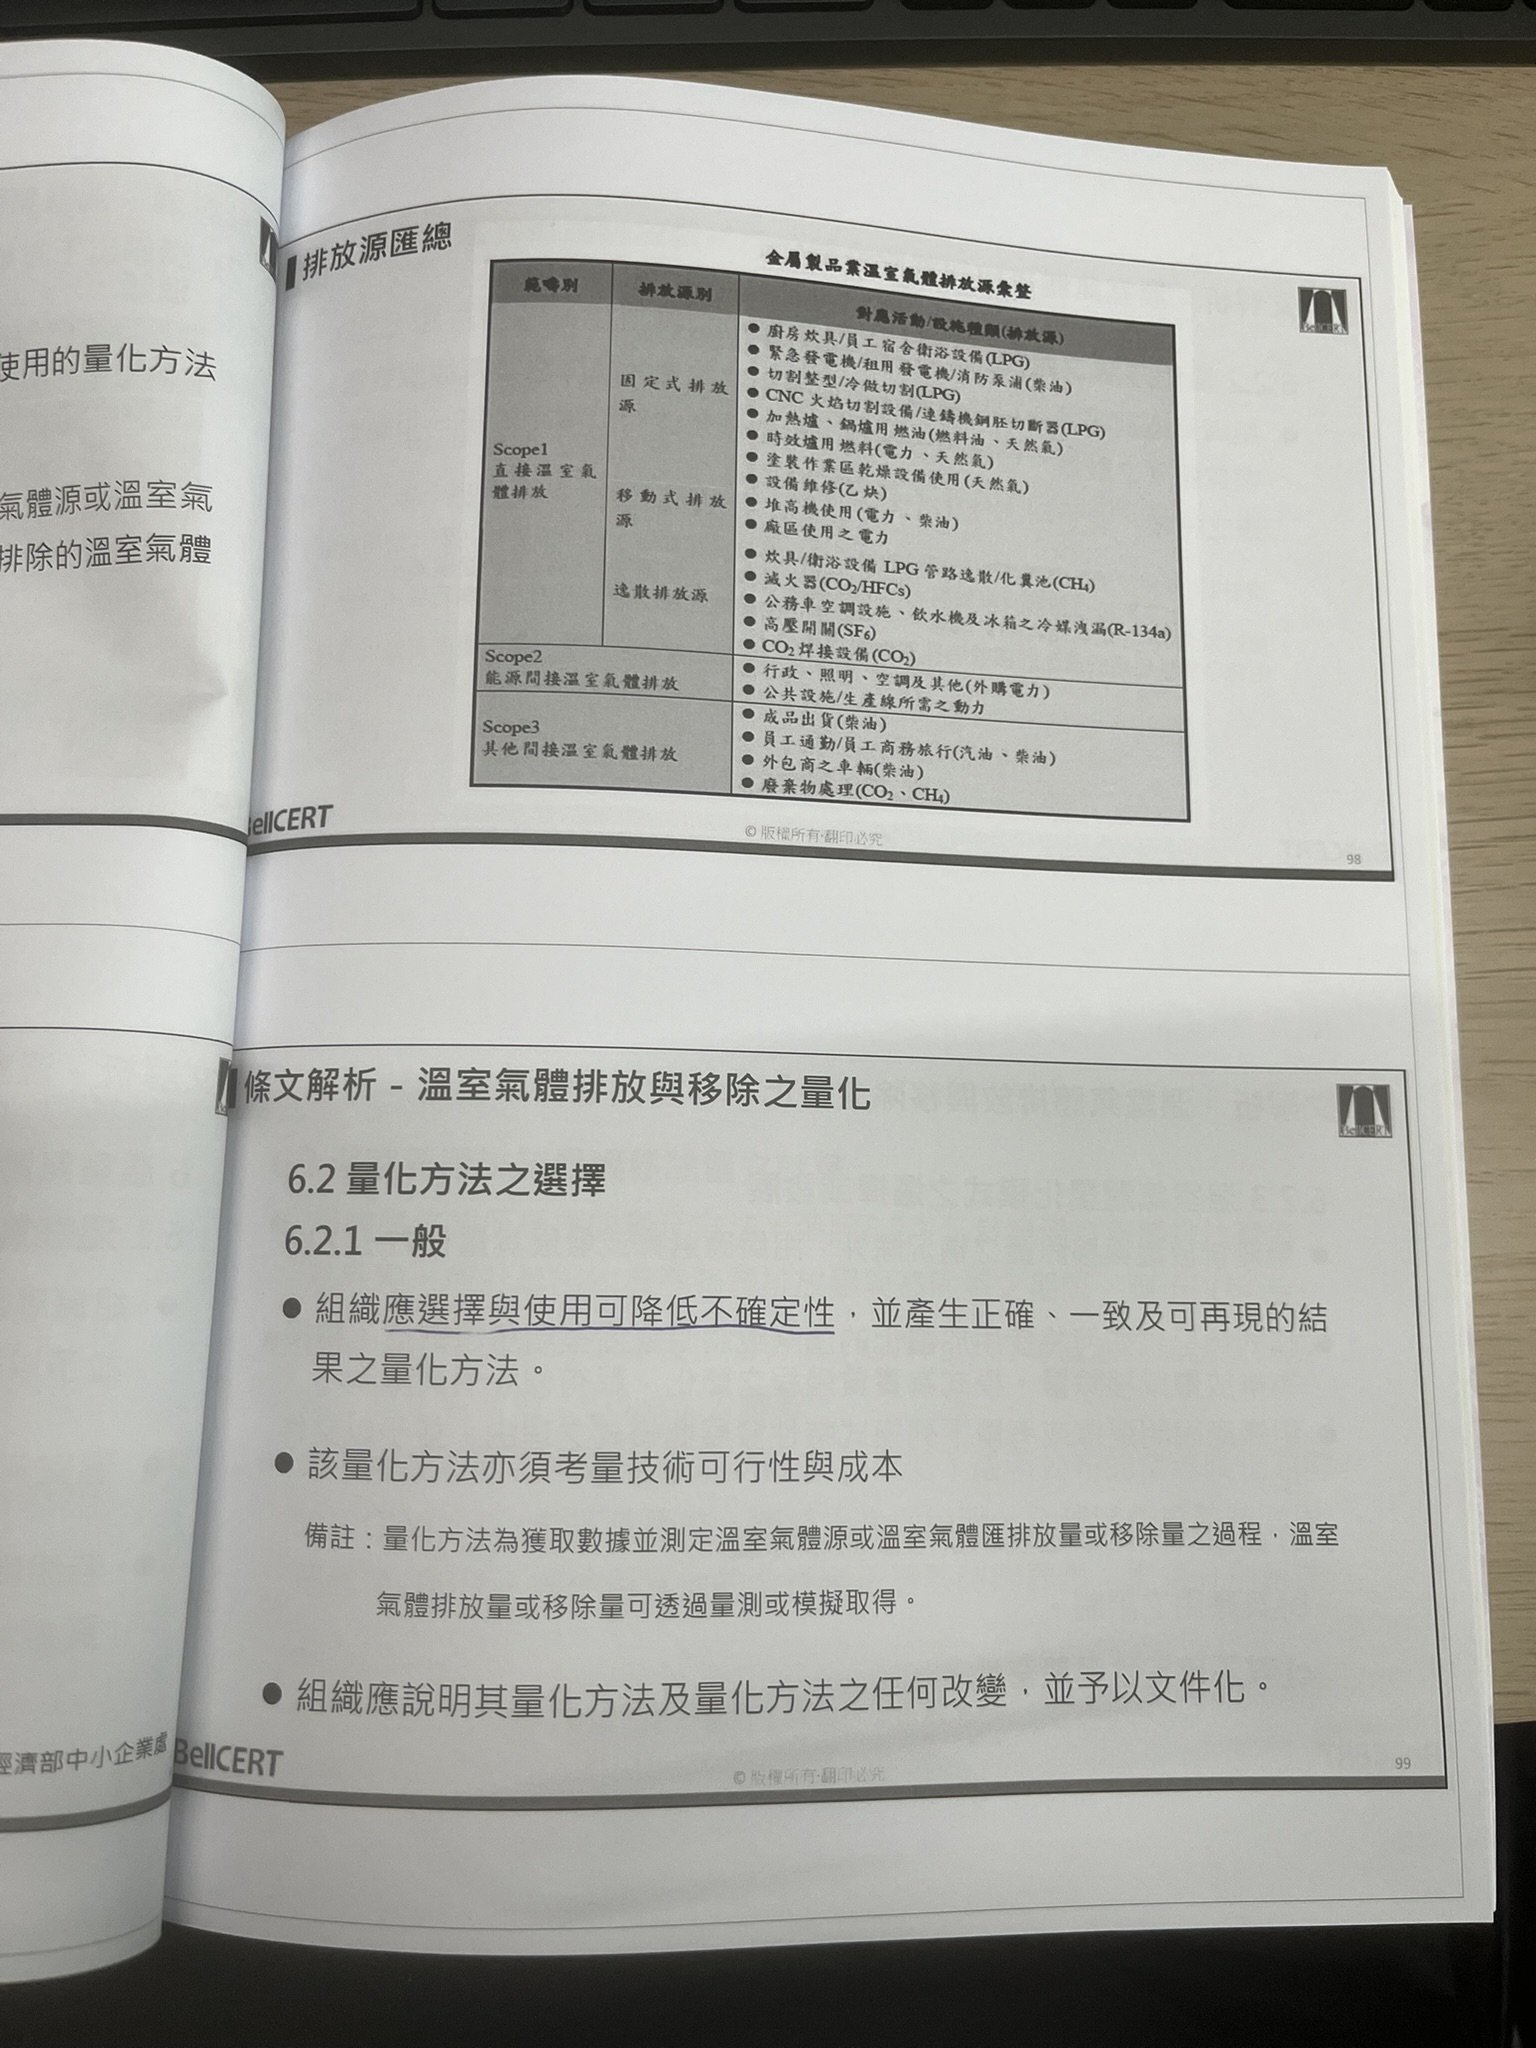 使用的量化方法
氣體源或溫室氣
排除的溫室氣體
經濟部中小企業處
排放源匯總
金屬製品業溫室氣體排放源彙整
範疇別
排放源別
對應活動/設施種類(排放源)
Scope1
直接溫室氣
體排放
固定式排放
源
● 廚房炊具/員工宿舍衛浴設備(LPG)
● 緊急發電機/租用發電機/消防泵浦(柴油)
● 切割整型/冷做切割(LPG)
● CNC 火焰切割設備/連鑄機鋼胚切斷器(LPG)
● 加熱爐、鍋爐用燃油(燃料油、天然氣)
● 時效爐用燃料(電力、天然氣)
● 塗裝作業區乾燥設備使用(天然氣)
● 設備維修(乙炔)
移動式排放
源
● 堆高機使用(電力、柴油)
● 廠區使用之電力
逸散排放源
● 炊具/衛浴設備 LPG 管路逸散/化糞池(CH₄)
● 滅火器(CO₂/HFCs)
● 公務車空調設施、飲水機及冰箱之冷媒洩漏(R-134a)
● 高壓開關(SF₆)
● CO₂焊接設備(CO₂)
Scope2
能源間接溫室氣體排放
● 行政、照明、空調及其他(外購電力)
● 公共設施/生產線所需之動力
Scope3
其他間接溫室氣體排放
● 成品出貨(柴油)
● 員工通勤/員工商務旅行(汽油、柴油)
● 外包商之車輛(柴油)
● 廢棄物處理(CO₂、CH₄)
BellCERT
BellCERT
© 版權所有‧翻印必究
98
條文解析 - 溫室氣體排放與移除之量化
BellCERT
6.2 量化方法之選擇
6.2.1 一般
● 組織應選擇與使用可降低不確定性，並產生正確、一致及可再現的結
果之量化方法。
● 該量化方法亦須考量技術可行性與成本
備註：量化方法為獲取數據並測定溫室氣體源或溫室氣體匯排放量或移除量之過程，溫室
氣體排放量或移除量可透過量測或模擬取得。
● 組織應說明其量化方法及量化方法之任何改變，並予以文件化。
BellCERT
© 版權所有‧翻印必究
99